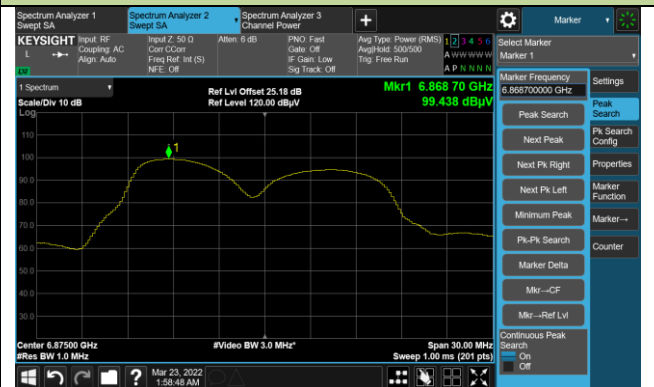 Spectrum Analyzer 1
Swept SA
Spectrum Analyzer 2
Swept SA
Spectrum Analyzer 3
Channel Power
+
Marker
KEYSIGHT
L
Input: RF
Coupling: AC
Align: Auto
Input Z: 50 Ω
Corr CCorr
Freq Ref: Int (S)
NFE: Off
Atten: 6 dB
PNO: Fast
Gate: Off
IF Gain: Low
Sig Track: Off
Avg Type: Power (RMS)
Avg|Hold: 500/500
Trig: Free Run
1 2 3 4 5 6
A W W W W W
A P N N N N
Select Marker
Marker 1
1 Spectrum
Scale/Div 10 dB
Log
Ref Lvl Offset 25.18 dB
Ref Level 120.00 dBµV
Mkr1 6.868 70 GHz
99.438 dBµV
110
100
90.0
80.0
70.0
60.0
50.0
40.0
30.0
1
Center 6.87500 GHz
#Res BW 1.0 MHz
#Video BW 3.0 MHz*
Span 30.00 MHz
Sweep 1.00 ms (201 pts)
Mar 23, 2022
1:58:48 AM
?
Marker Frequency
6.868700000 GHz
Peak Search
Next Peak
Next Pk Right
Next Pk Left
Minimum Peak
Pk-Pk Search
Marker Delta
Mkr→CF
Mkr→Ref Lvl
Continuous Peak
Search
On
Off
Settings
Peak
Search
Pk Search
Config
Properties
Marker
Function
Marker→
Counter